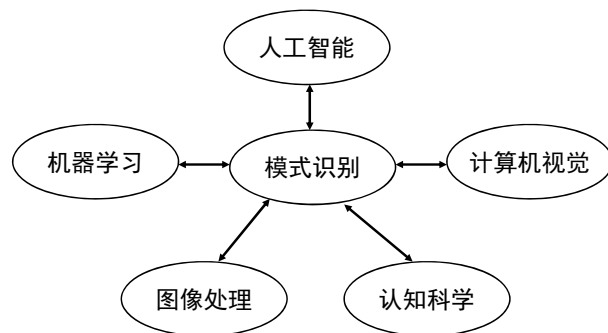 人工智能
机器学习
模式识别
计算机视觉
图像处理
认知科学